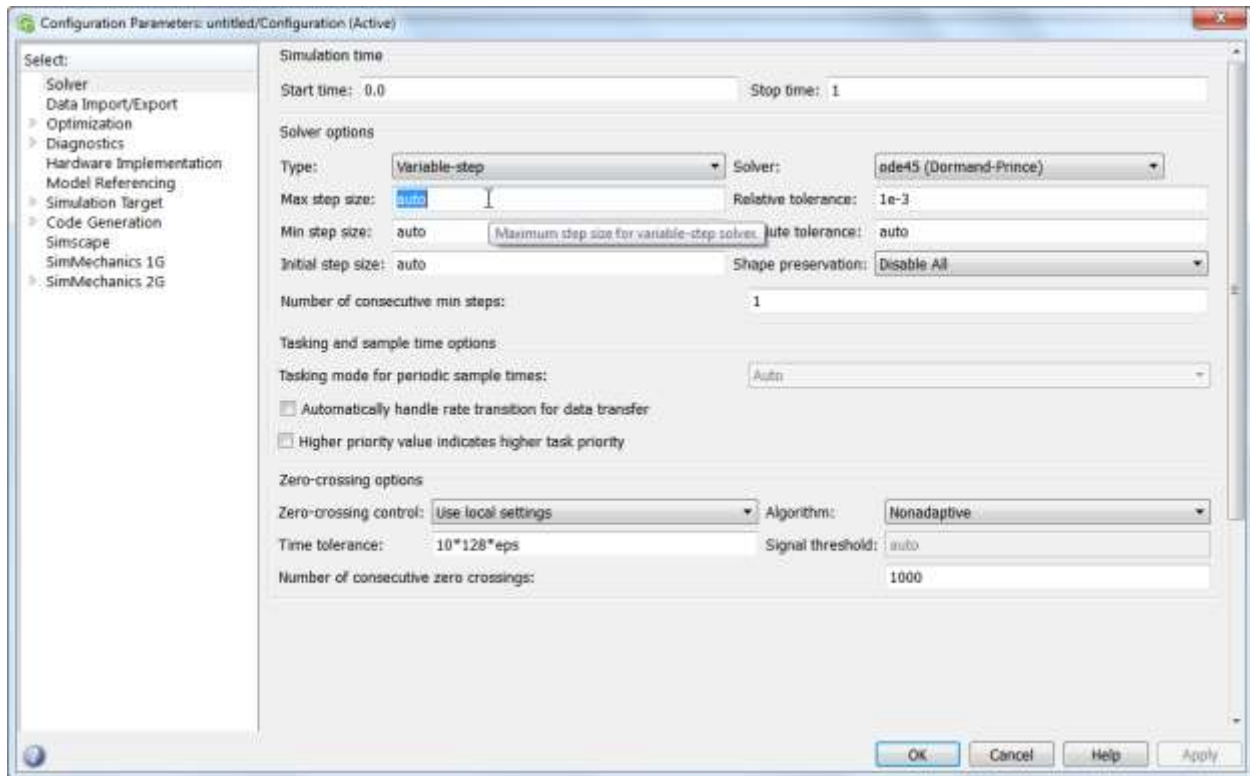 Configuration Parameters: untitled/Configuration (Active)
Select:
Solver
Data Import/Export
Optimization
Diagnostics
Hardware Implementation
Model Referencing
Simulation Target
Code Generation
Simscape
SimMechanics 1G
SimMechanics 2G
Simulation time
Start time: 0.0 Stop time: 1
Solver options
Type: Variable-step Solver: ode45 (Dormand-Prince)
Max step size: auto Relative tolerance: 1e-3
Min step size: auto Maximum step size for variable-step solver. lute tolerance: auto
Initial step size: auto Shape preservation: Disable All
Number of consecutive min steps: 1
Tasking and sample time options
Tasking mode for periodic sample times: Auto
Automatically handle rate transition for data transfer
Higher priority value indicates higher task priority
Zero-crossing options
Zero-crossing control: Use local settings Algorithm: Nonadaptive
Time tolerance: 10*128*eps Signal threshold: auto
Number of consecutive zero crossings: 1000
OK Cancel Help Apply